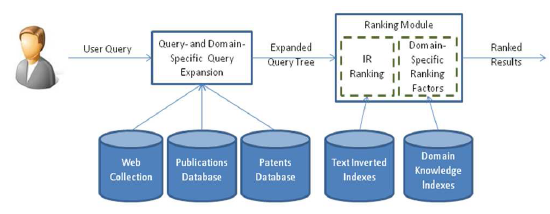 Ranking Module
User Query
Query- and Domain-
Specific Query
Expansion
Expanded
Query Tree
IR
Ranking
Domain-
Specific
Ranking
Factors
Ranked
Results
Web
Collection
Publications
Database
Patents
Database
Text Inverted
Indexes
Domain
Knowledge
Indexes